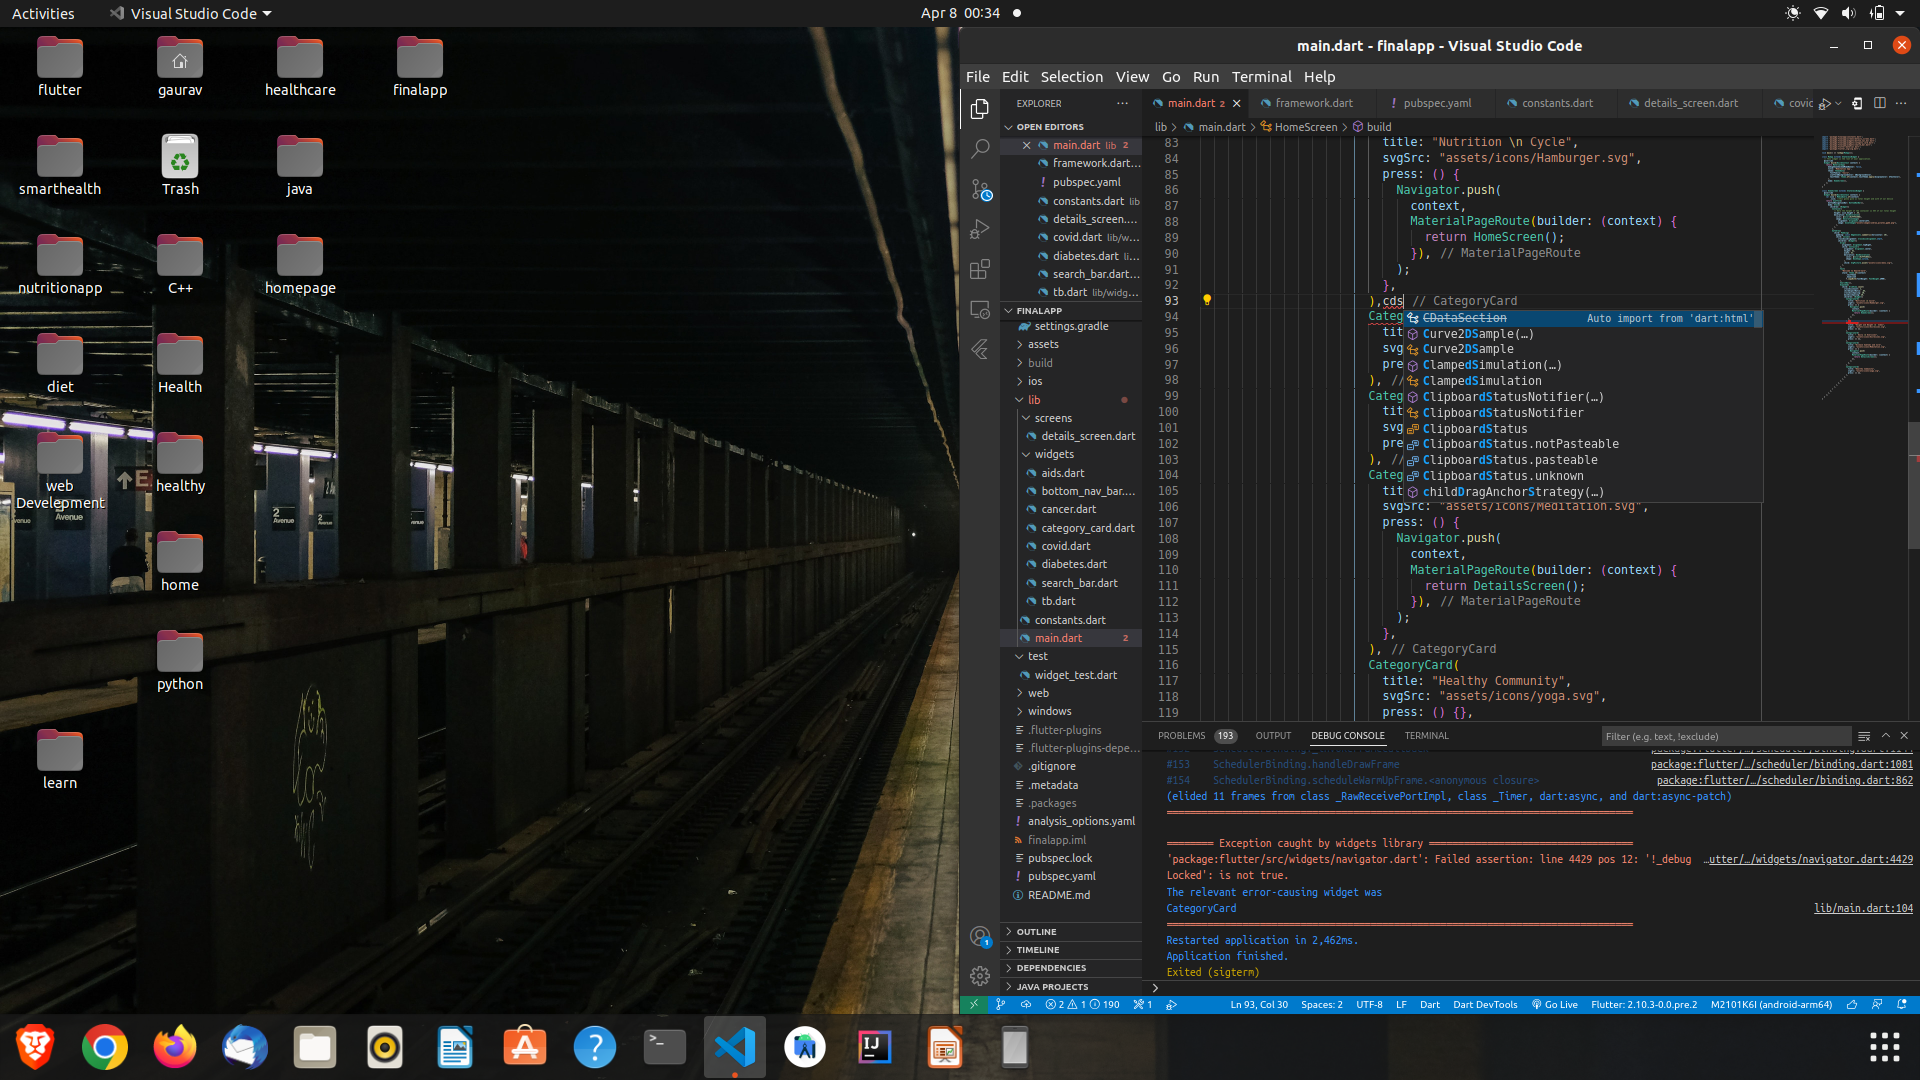 Activities
Visual Studio Code
Apr 8 00:34
flutter
gaurav
healthcare
finalapp
smarthealth
Trash
java
nutritionapp
C++
homepage
diet
Health
web
Development
healthy
home
python
learn
2
Avenue
main.dart - finalapp - Visual Studio Code
File Edit Selection View Go Run Terminal Help
EXPLORER
main.dart 2
framework.dart
! pubspec.yaml
constants.dart
details_screen.dart
covid
OPEN EDITORS
main.dart lib 2
framework.dart...
! pubspec.yaml
constants.dart lib
details_screen....
covid.dart lib/w...
diabetes.dart li...
search_bar.dart...
tb.dart lib/widg...
FINALAPP
settings.gradle
assets
build
ios
lib
screens
details_screen.dart
widgets
aids.dart
bottom_nav_bar....
cancer.dart
category_card.dart
covid.dart
diabetes.dart
search_bar.dart
tb.dart
constants.dart
main.dart 2
test
widget_test.dart
web
windows
.flutter-plugins
.flutter-plugins-depe...
.gitignore
.metadata
.packages
analysis_options.yaml
finalapp.iml
pubspec.lock
! pubspec.yaml
README.md
OUTLINE
TIMELINE
DEPENDENCIES
JAVA PROJECTS
lib > main.dart > HomeScreen > build
83 title: "Nutrition \n Cycle",
84 svgSrc: "assets/icons/Hamburger.svg",
85 press: () {
86 Navigator.push(
87 context,
88 MaterialPageRoute(builder: (context) {
89 return HomeScreen();
90 }), // MaterialPageRoute
91 );
92 },
93 ),cds // CategoryCard
94 Categ
95 tit
96 svg
97 pre
98 ), //
99 Categ
100 tit
101 svg
102 pre
103 ), //
104 Categ
105 tit
106 svgSrc: "assets/icons/Meditation.svg",
107 press: () {
108 Navigator.push(
109 context,
110 MaterialPageRoute(builder: (context) {
111 return DetailsScreen();
112 }), // MaterialPageRoute
113 );
114 },
115 ), // CategoryCard
116 CategoryCard(
117 title: "Healthy Community",
118 svgSrc: "assets/icons/yoga.svg",
119 press: () {},
CDataSection Auto import from 'dart:html'
Curve2DSample(…)
Curve2DSample
ClampedSimulation(…)
ClampedSimulation
ClipboardStatusNotifier(…)
ClipboardStatusNotifier
ClipboardStatus
ClipboardStatus.notPasteable
ClipboardStatus.pasteable
ClipboardStatus.unknown
childDragAnchorStrategy(…)
PROBLEMS 193 OUTPUT DEBUG CONSOLE TERMINAL Filter (e.g. text, !exclude)
#153 SchedulerBinding.handleDrawFrame package:flutter/…/scheduler/binding.dart:1081
#154 SchedulerBinding.scheduleWarmUpFrame.<anonymous closure> package:flutter/…/scheduler/binding.dart:862
(elided 11 frames from class _RawReceivePortImpl, class _Timer, dart:async, and dart:async-patch)
════════ Exception caught by widgets library ═══════════════════════════════════
'package:flutter/src/widgets/navigator.dart': Failed assertion: line 4429 pos 12: '!_debug …utter/…/widgets/navigator.dart:4429
Locked': is not true.
The relevant error-causing widget was
CategoryCard lib/main.dart:104
Restarted application in 2,462ms.
Application finished.
Exited (sigterm)
2 1 190 1 Ln 93, Col 30 Spaces: 2 UTF-8 LF Dart Dart DevTools Go Live Flutter: 2.10.3-0.0.pre.2 M2101K6I (android-arm64)